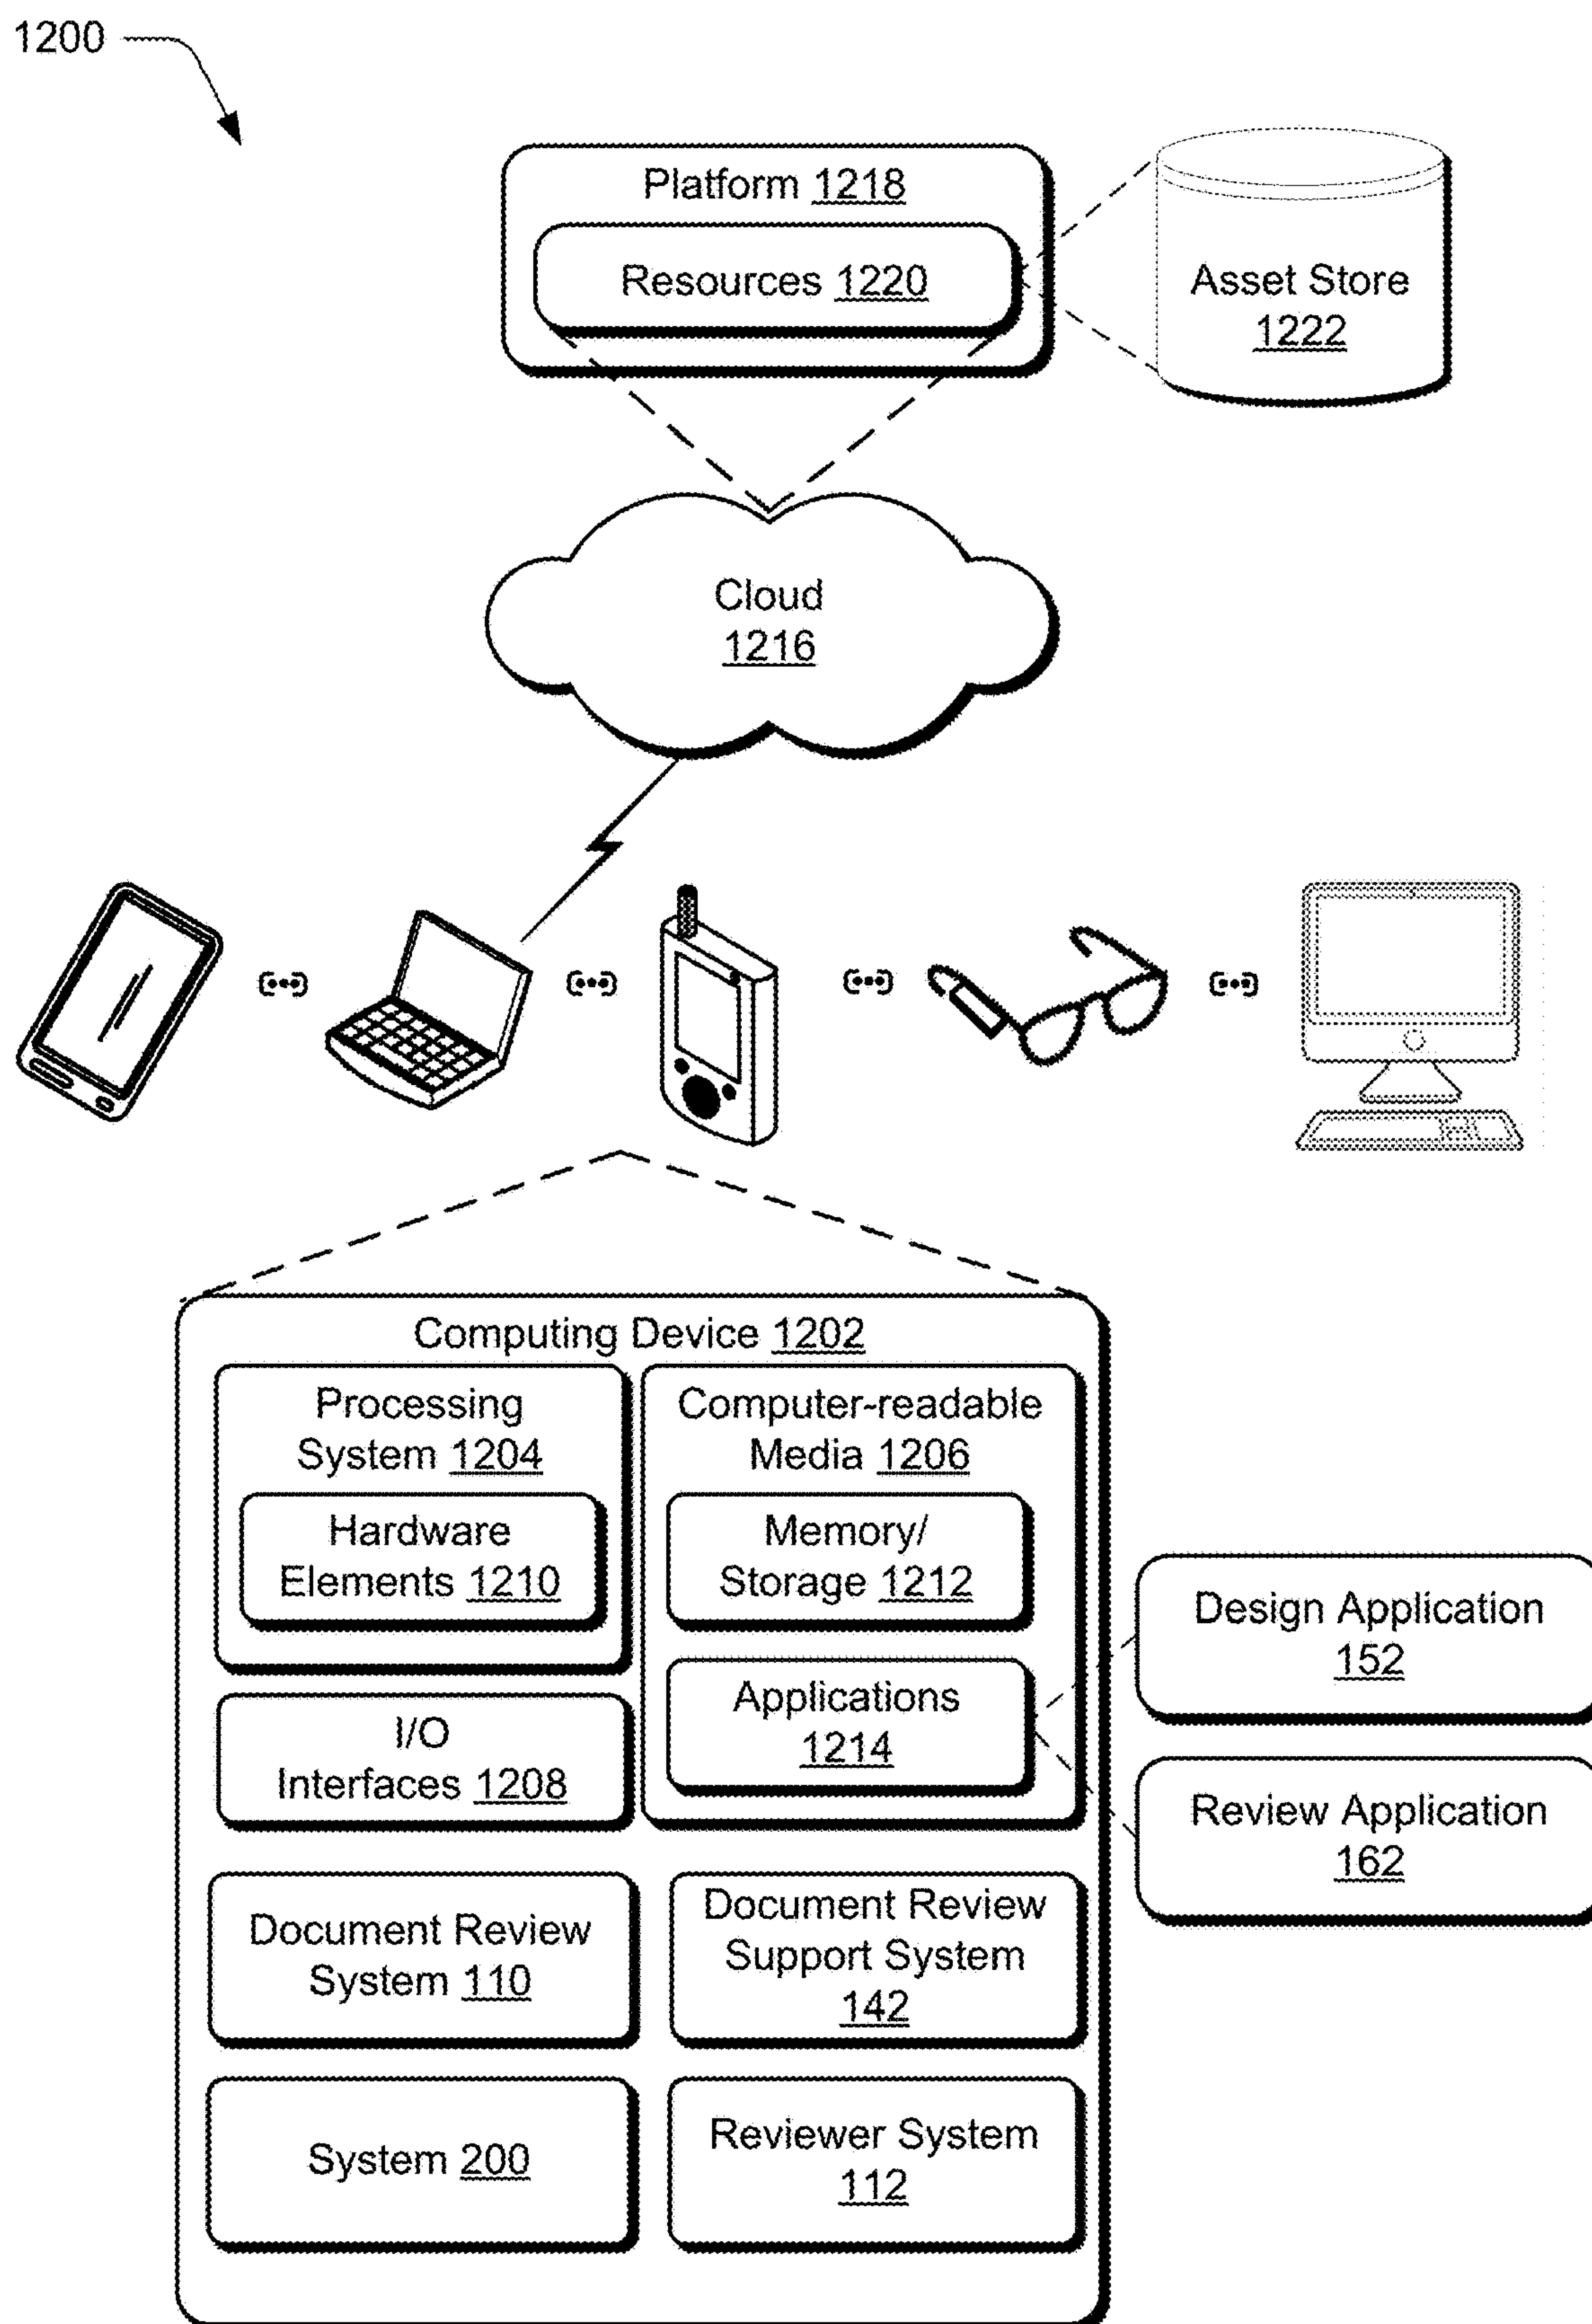 1200
Platform 1218
Resources 1220
Asset Store
1222
Cloud
1216
Computing Device 1202
Processing
System 1204
Hardware
Elements 1210
I/O
Interfaces 1208
Computer-readable
Media 1206
Memory/
Storage 1212
Applications
1214
Design Application
152
Review Application
162
Document Review
System 110
Document Review
Support System
142
System 200
Reviewer System
112